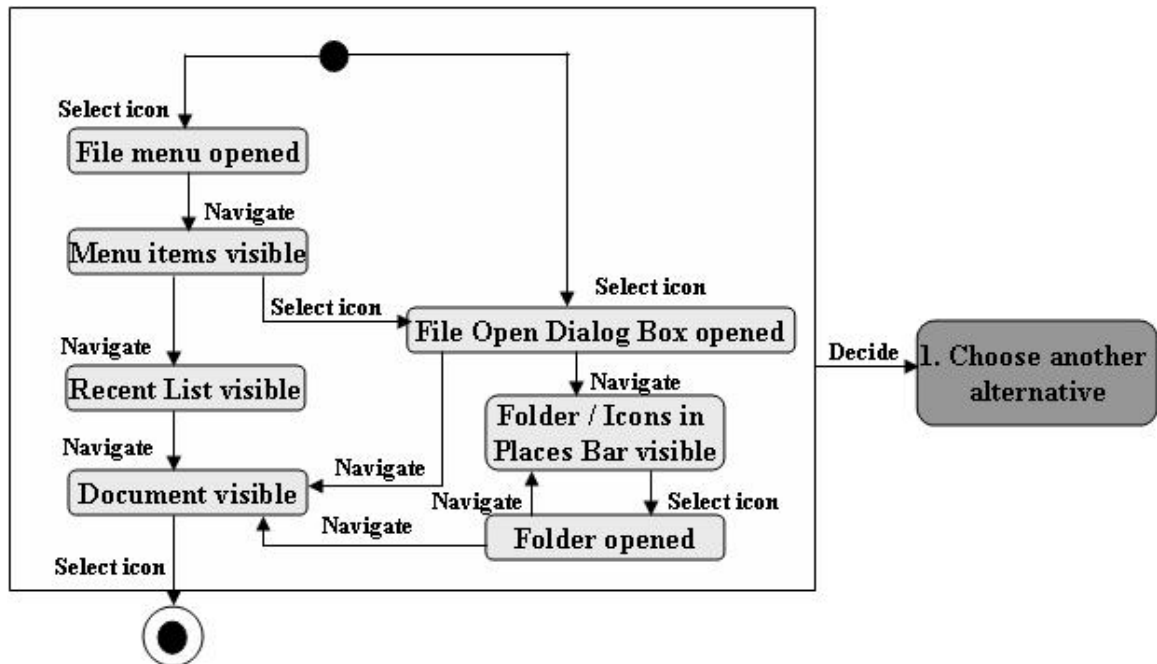 Select icon
File menu opened
Navigate
Menu items visible
Select icon
Select icon
File Open Dialog Box opened
Navigate
Recent List visible
Navigate
Folder / Icons in
Places Bar visible
Navigate
Document visible
Navigate
Navigate
Select icon
Navigate
Folder opened
Select icon
Decide
1. Choose another
alternative